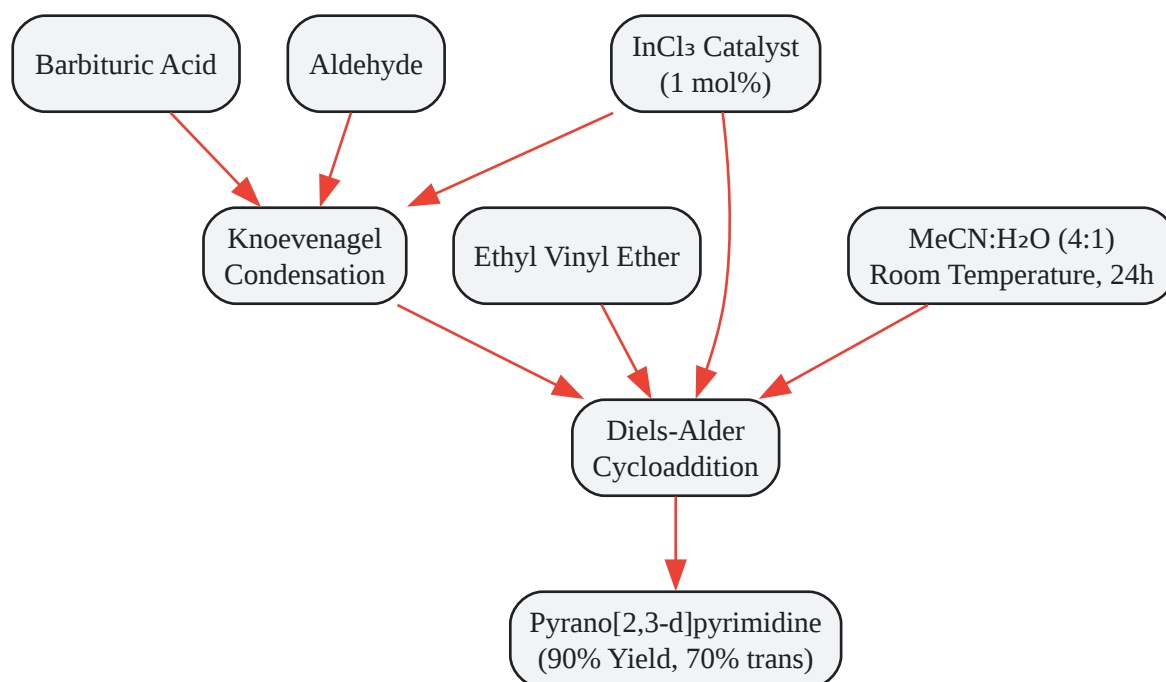 Barbituric Acid
Aldehyde
InCl₃ Catalyst
(1 mol%)
Knoevenagel
Condensation
Ethyl Vinyl Ether
MeCN:H₂O (4:1)
Room Temperature, 24h
Diels-Alder
Cycloaddition
Pyrano[2,3-d]pyrimidine
(90% Yield, 70% trans)